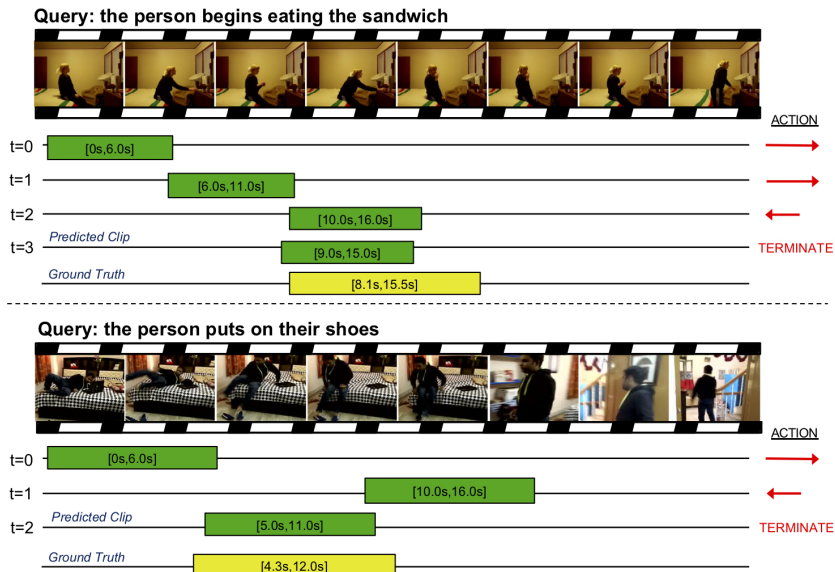 Query: the person begins eating the sandwich
ACTION
t=0 [0s,6.0s]
t=1 [6.0s,11.0s]
t=2 [10.0s,16.0s]
Predicted Clip
t=3 [9.0s,15.0s] TERMINATE
Ground Truth
[8.1s,15.5s]
Query: the person puts on their shoes
ACTION
t=0 [0s,6.0s]
t=1 [10.0s,16.0s]
Predicted Clip
t=2 [5.0s,11.0s] TERMINATE
Ground Truth
[4.3s,12.0s]